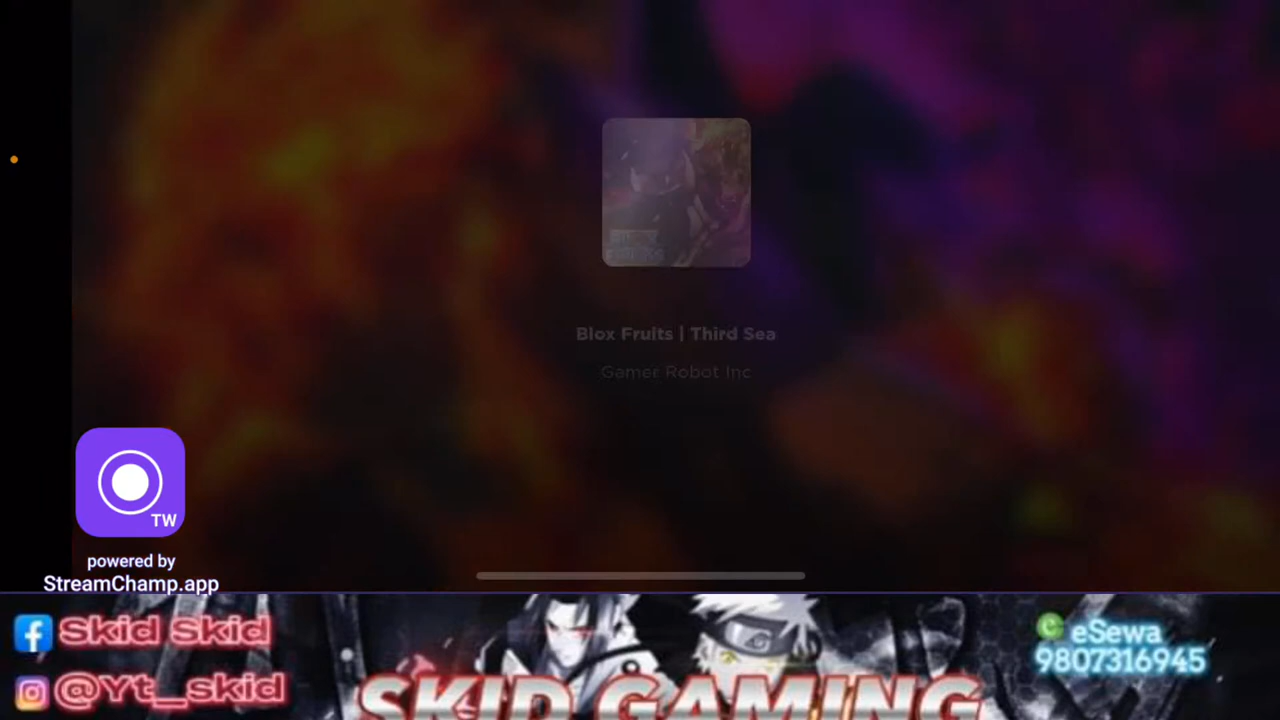 Blox Fruits | Third Sea
Gamer Robot Inc
TW
powered by
StreamChamp.app
Skid Skid
@Yt_skid
SKID GAMING
eSewa
9807316945